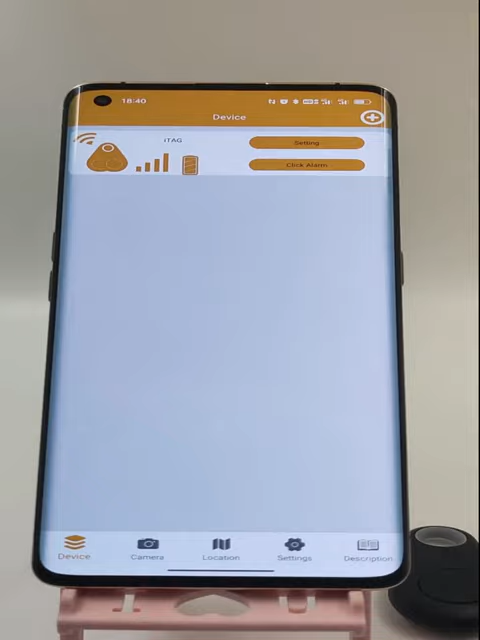 18:40
Device
iTAG
Setting
Click Alarm
Device
Camera
Location
Settings
Description